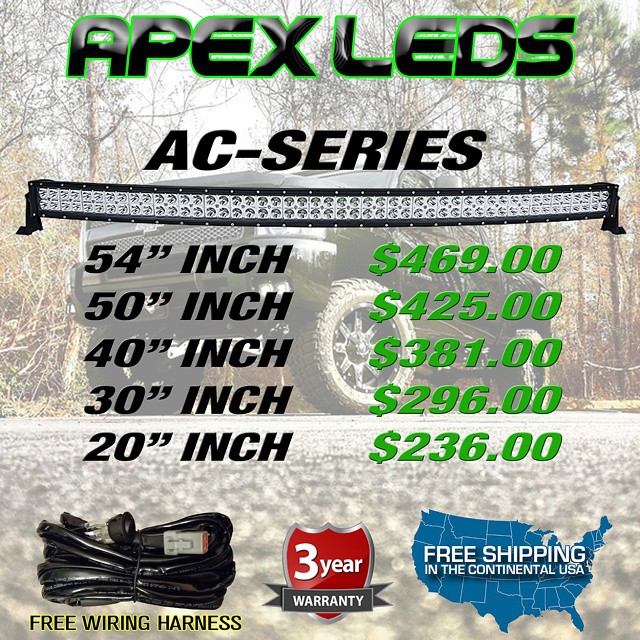 APEX LEDS
AC-SERIES
54" INCH $469.00
50" INCH $425.00
40" INCH $381.00
30" INCH $296.00
20" INCH $236.00
FREE WIRING HARNESS
3 year
WARRANTY
FREE SHIPPING
IN THE CONTINENTAL USA